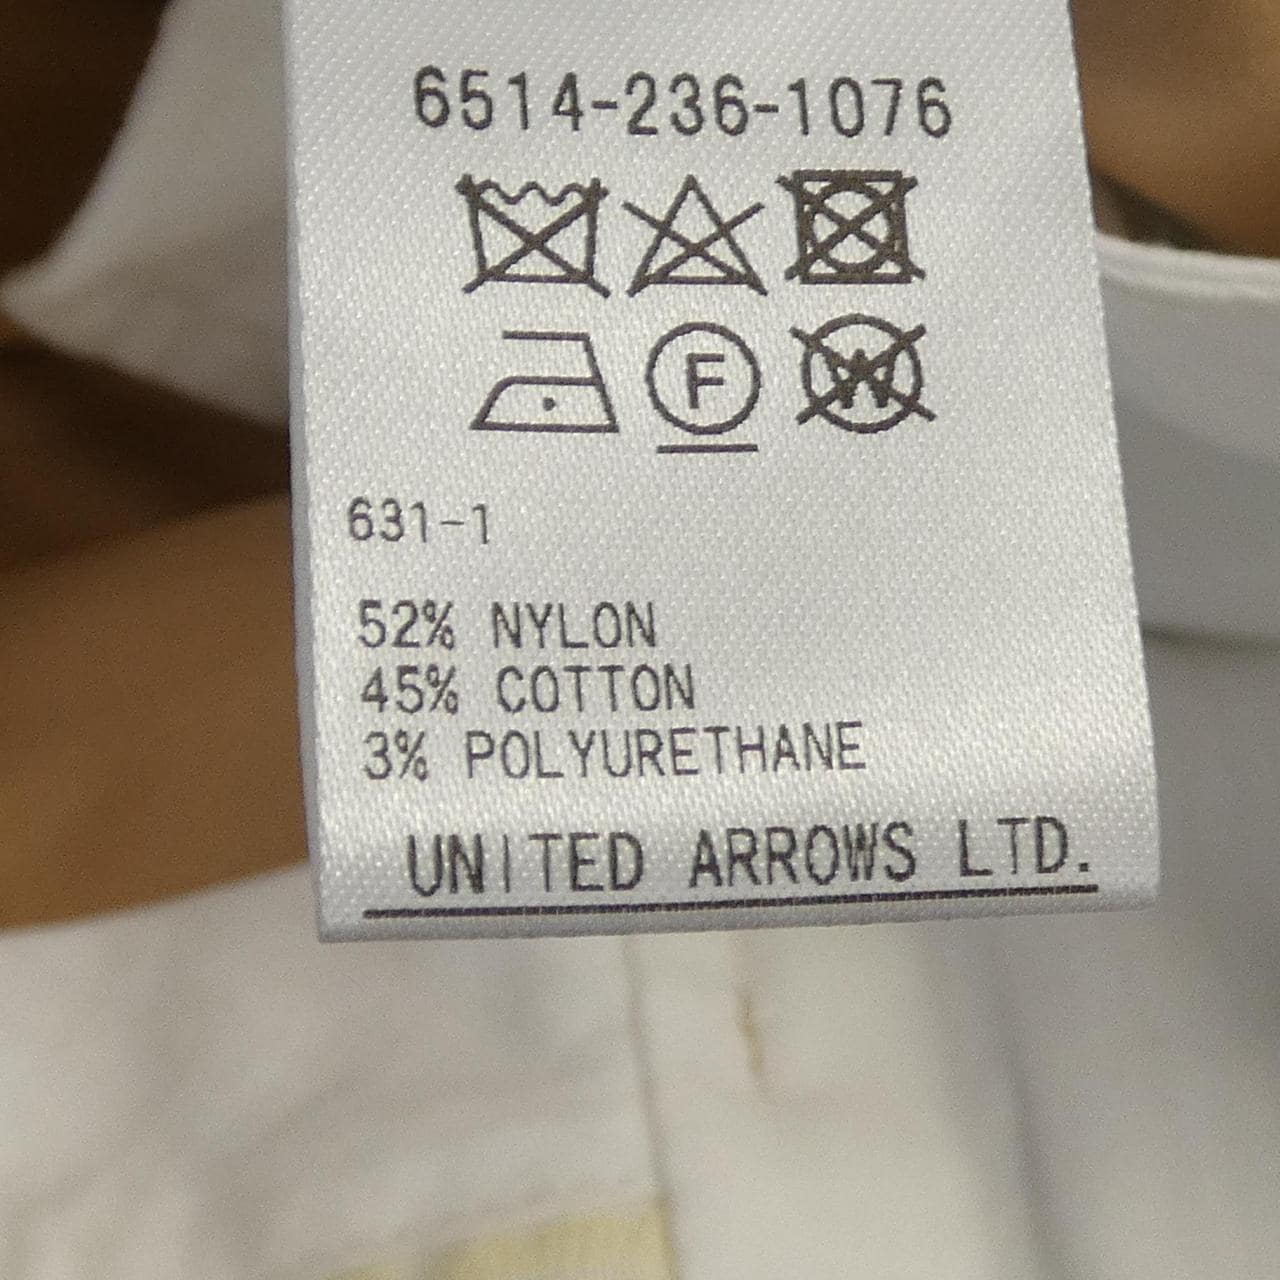 6514-236-1076
F
W
631-1
52% NYLON
45% COTTON
3% POLYURETHANE
UNITED ARROWS LTD.